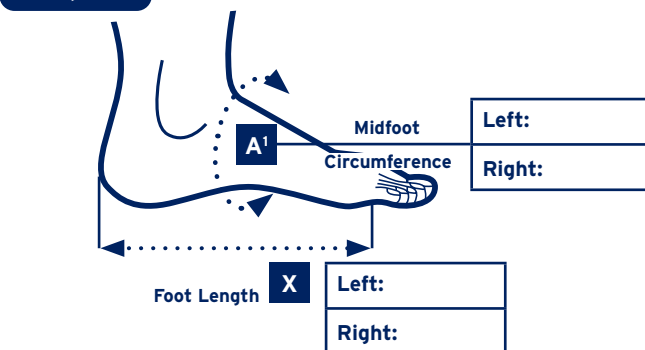 Left:
Midfoot
A¹
Circumference
Right:
X
Left:
Foot Length
Right: